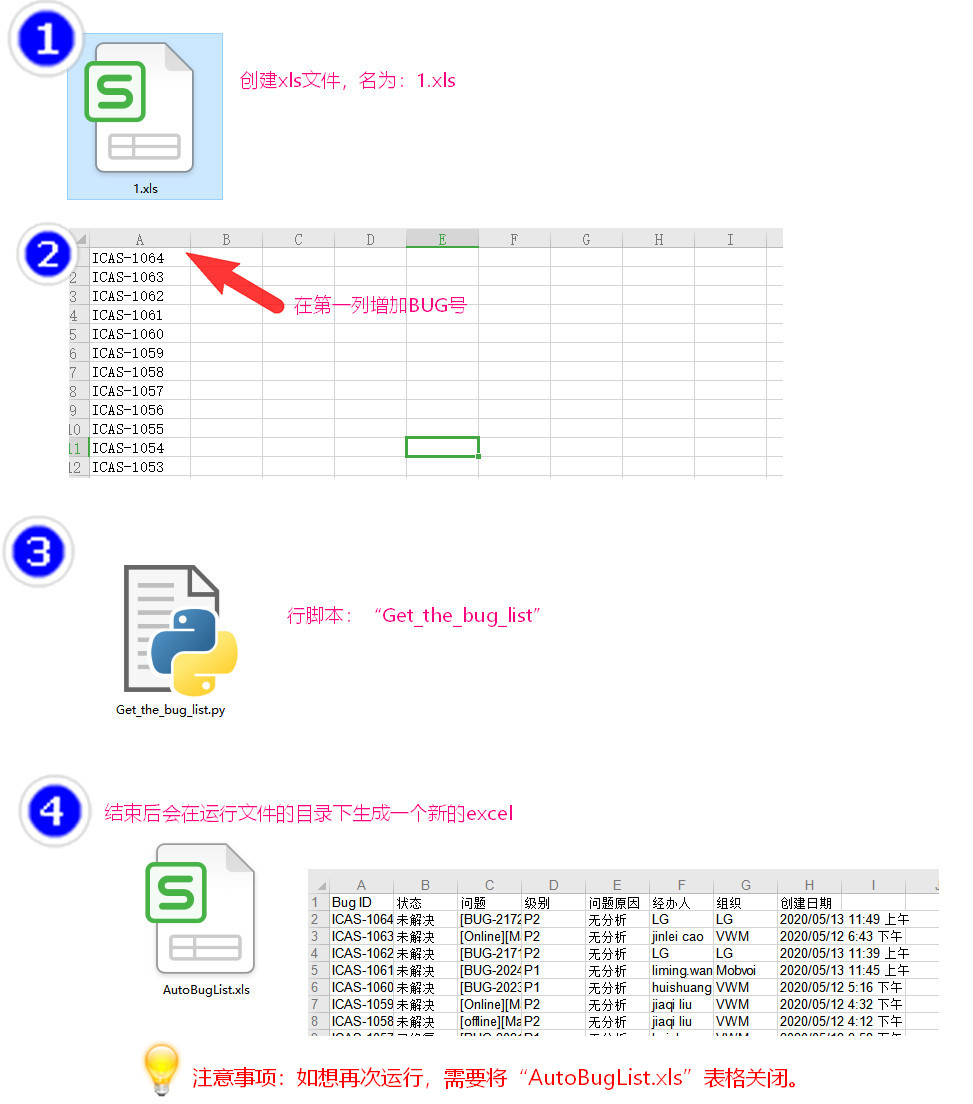 1
创建xls文件，名为：1.xls
S
1.xls
2
A B C D E F G H I
ICAS-1064
2 ICAS-1063
3 ICAS-1062
4 ICAS-1061
5 ICAS-1060
6 ICAS-1059
7 ICAS-1058
8 ICAS-1057
9 ICAS-1056
10 ICAS-1055
11 ICAS-1054
12 ICAS-1053
在第一列增加BUG号
3
行脚本：“Get_the_bug_list”
Get_the_bug_list.py
4
结束后会在运行文件的目录下生成一个新的excel
S
AutoBugList.xls
A B C D E F G H I
1 Bug ID 状态 问题 级别 问题原因 经办人 组织 创建日期
2 ICAS-1064 未解决 [BUG-2172 P2 无分析 LG LG 2020/05/13 11:49 上午
3 ICAS-1063 未解决 [Online][M P2 无分析 jinlei cao VWM 2020/05/12 6:43 下午
4 ICAS-1062 未解决 [BUG-2171 P2 无分析 LG LG 2020/05/13 11:39 上午
5 ICAS-1061 未解决 [BUG-2024 P1 无分析 liming.wan Mobvoi 2020/05/13 11:45 上午
6 ICAS-1060 未解决 [BUG-2023 P1 无分析 huishuang VWM 2020/05/12 5:16 下午
7 ICAS-1059 未解决 [Online][M P2 无分析 jiaqi liu VWM 2020/05/12 4:32 下午
8 ICAS-1058 未解决 [offline][Ma P2 无分析 jiaqi liu VWM 2020/05/12 4:12 下午
注意事项：如想再次运行，需要将“AutoBugList.xls”表格关闭。